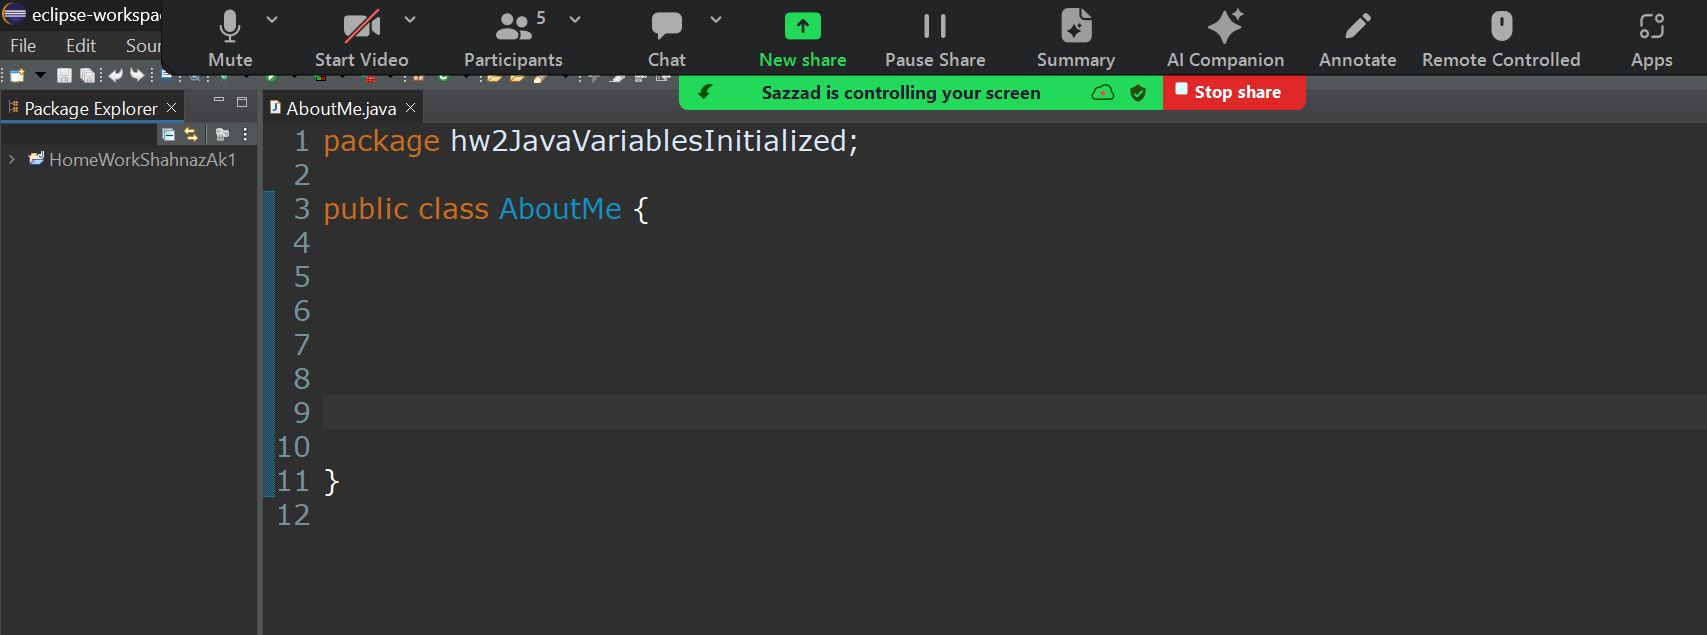 eclipse-workspa
File Edit Sour
Mute Start Video Participants 5 Chat New share Pause Share Summary AI Companion Annotate Remote Controlled Apps
Sazzad is controlling your screen Stop share
Package Explorer
AboutMe.java
HomeWorkShahnazAk1
1 package hw2JavaVariablesInitialized;
2
3 public class AboutMe {
4
5
6
7
8
9
10
11 }
12